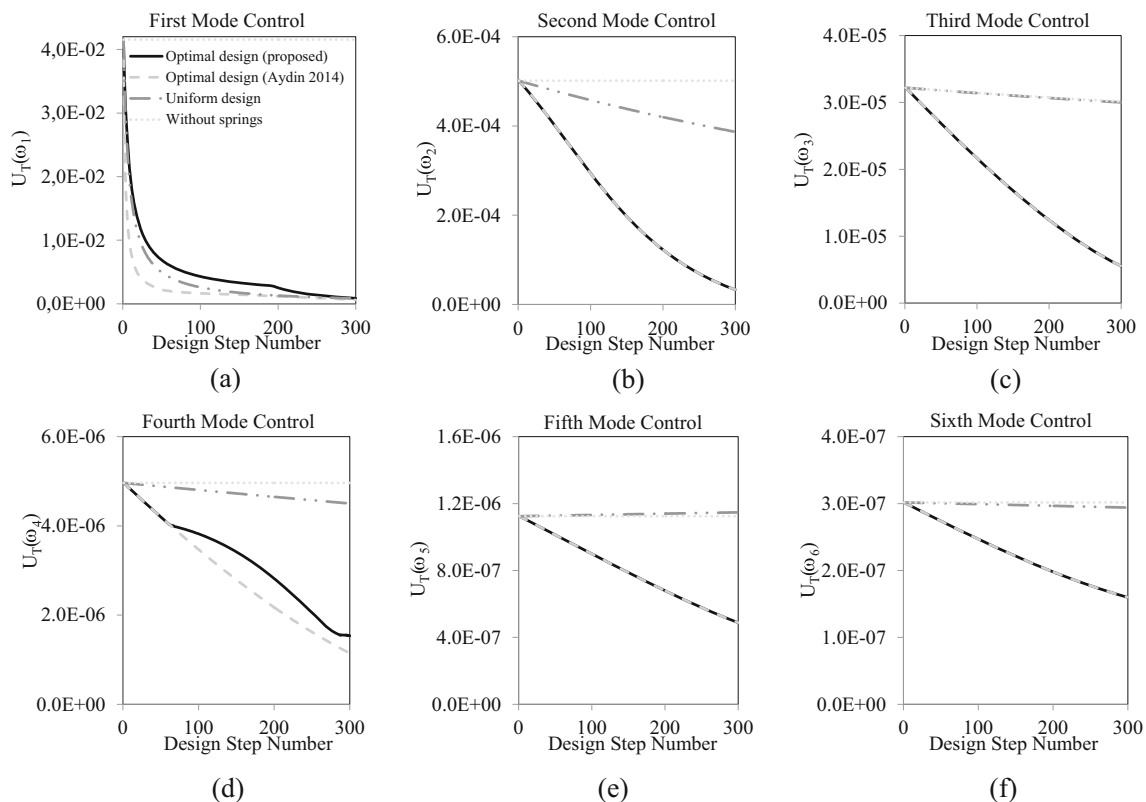 First Mode Control
4,0E-02
3,0E-02
2,0E-02
1,0E-02
0,0E+00
U_T(ω_1)
Optimal design (proposed)
Optimal design (Aydin 2014)
Uniform design
Without springs
0 100 200 300
Design Step Number
(a)
Second Mode Control
6.0E-04
4.0E-04
2.0E-04
0.0E+00
U_T(ω_2)
0 100 200 300
Design Step Number
(b)
Third Mode Control
4.0E-05
3.0E-05
2.0E-05
1.0E-05
0.0E+00
U_T(ω_3)
0 100 200 300
Design Step Number
(c)
Fourth Mode Control
6.0E-06
4.0E-06
2.0E-06
0.0E+00
U_T(ω_4)
0 100 200 300
Design Step Number
(d)
Fifth Mode Control
1.6E-06
1.2E-06
8.0E-07
4.0E-07
0.0E+00
U_T(ω_5)
0 100 200 300
Design Step Number
(e)
Sixth Mode Control
4.0E-07
3.0E-07
2.0E-07
1.0E-07
0.0E+00
U_T(ω_6)
0 100 200 300
Design Step Number
(f)